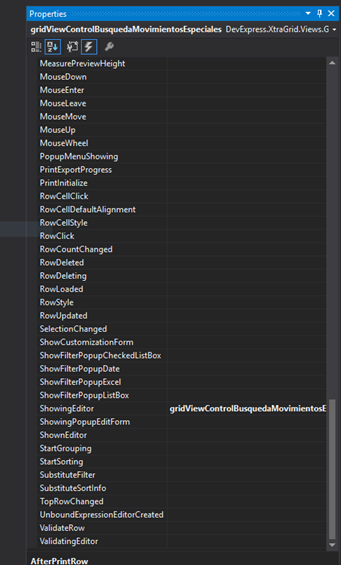 Properties
gridViewControlBusquedaMovimientosEspeciales DevExpress.XtraGrid.Views.G
MeasurePreviewHeight
MouseDown
MouseEnter
MouseLeave
MouseMove
MouseUp
MouseWheel
PopupMenuShowing
PrintExportProgress
PrintInitialize
RowCellClick
RowCellDefaultAlignment
RowCellStyle
RowClick
RowCountChanged
RowDeleted
RowDeleting
RowLoaded
RowStyle
RowUpdated
SelectionChanged
ShowCustomizationForm
ShowFilterPopupCheckedListBox
ShowFilterPopupDate
ShowFilterPopupExcel
ShowFilterPopupListBox
ShowingEditor gridViewControlBusquedaMovimientosE
ShowingPopupEditForm
ShownEditor
StartGrouping
StartSorting
SubstituteFilter
SubstituteSortInfo
TopRowChanged
UnboundExpressionEditorCreated
ValidateRow
ValidatingEditor
AfterPrintRow